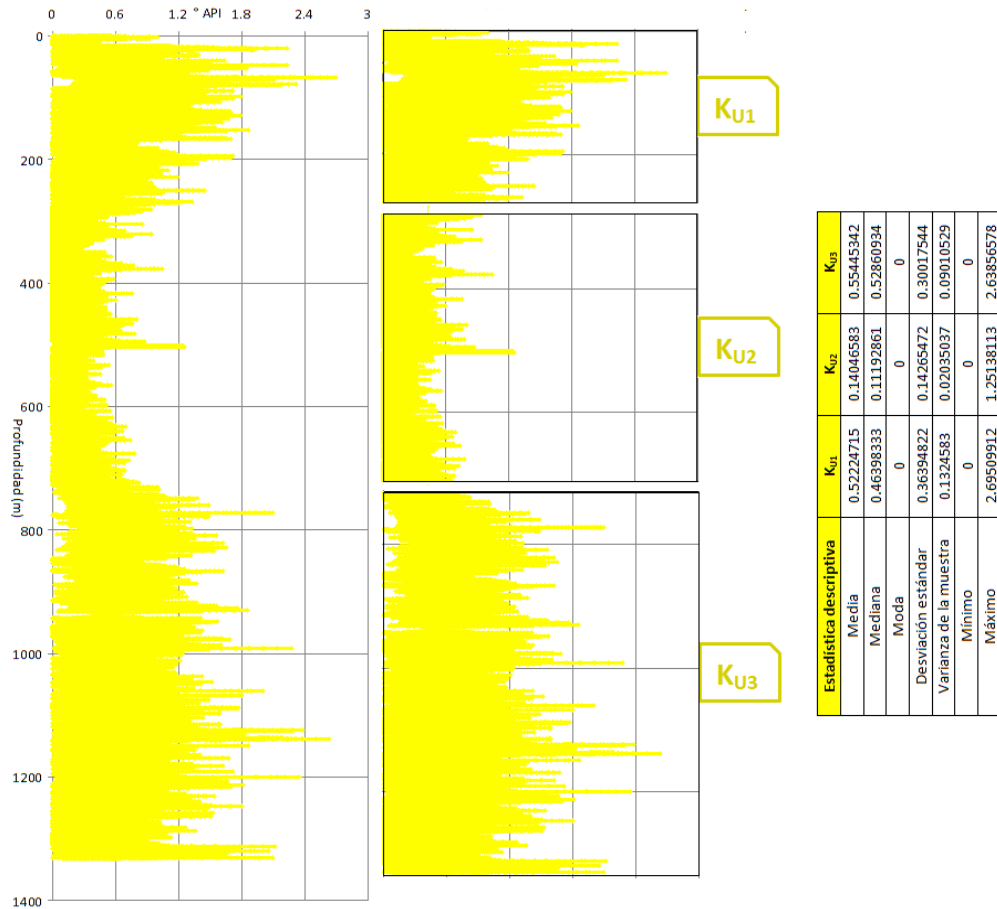 0 0.6 1.2 ° API 1.8 2.4 3
0
200
400
600
800
1000
1200
1400
Profundidad (m)
KU1
KU2
KU3
Estadística descriptiva KU1 KU2 KU3
Media 0.52224715 0.14046583 0.55445342
Mediana 0.46398333 0.11192861 0.52860934
Moda 0 0 0
Desviación estándar 0.36394822 0.14265472 0.30017544
Varianza de la muestra 0.1324583 0.02035037 0.09010529
Mínimo 0 0 0
Máximo 2.69509912 1.25138113 2.63856578